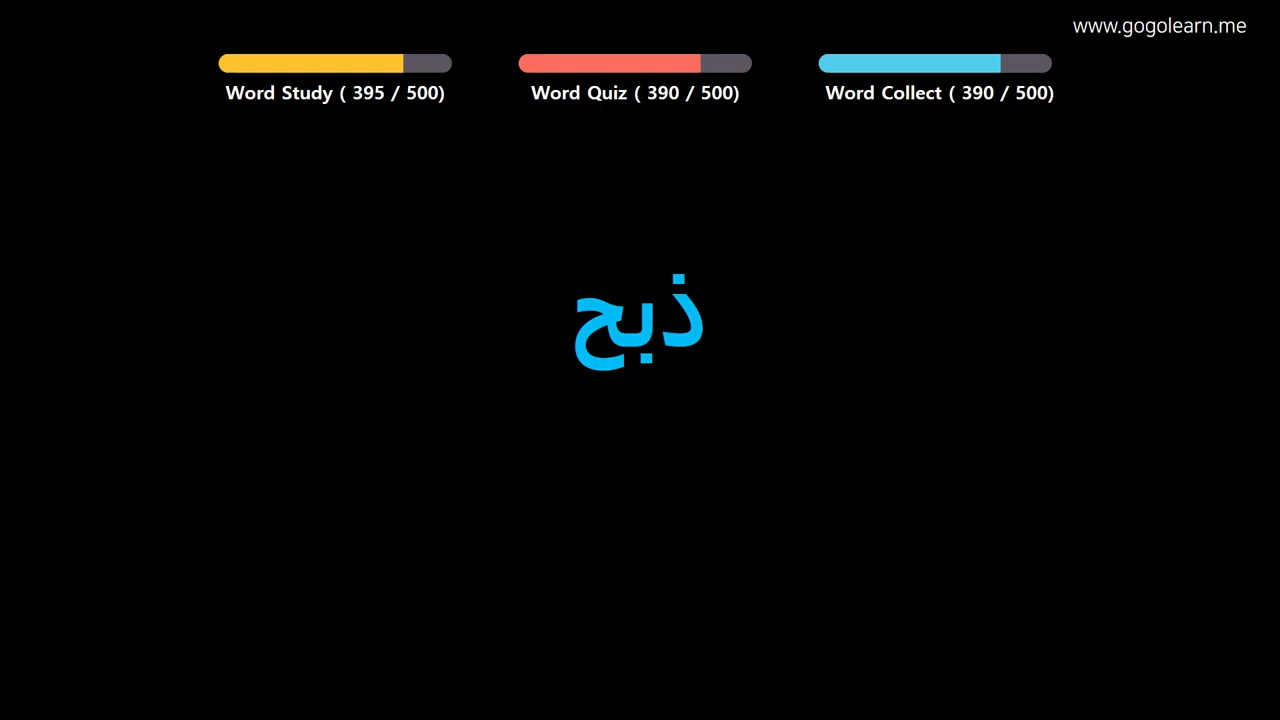 www.gogolearn.me
Word Study ( 395 / 500)
Word Quiz ( 390 / 500)
Word Collect ( 390 / 500)
ذبح